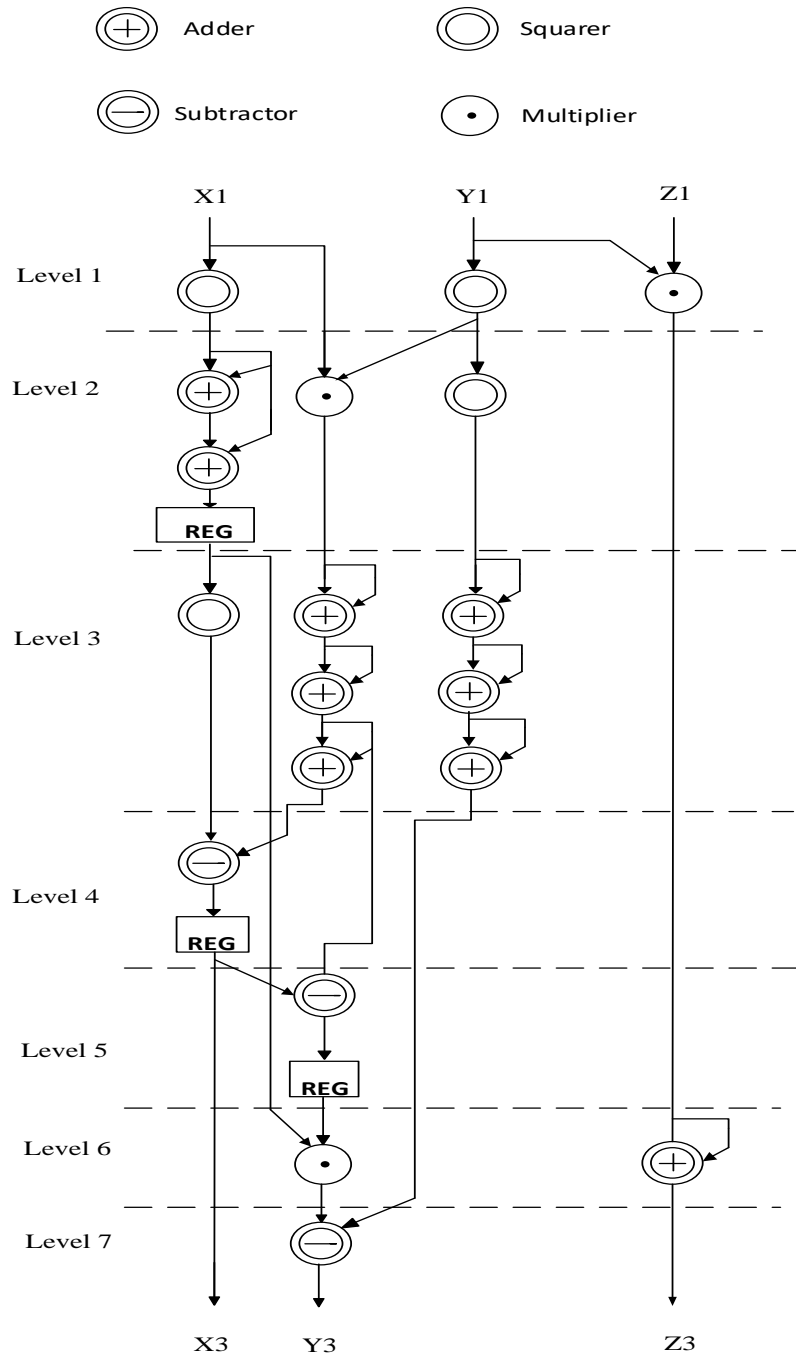 Adder
Squarer
Subtractor
Multiplier
X1
Y1
Z1
Level 1
Level 2
REG
Level 3
Level 4
REG
Level 5
REG
Level 6
Level 7
X3
Y3
Z3